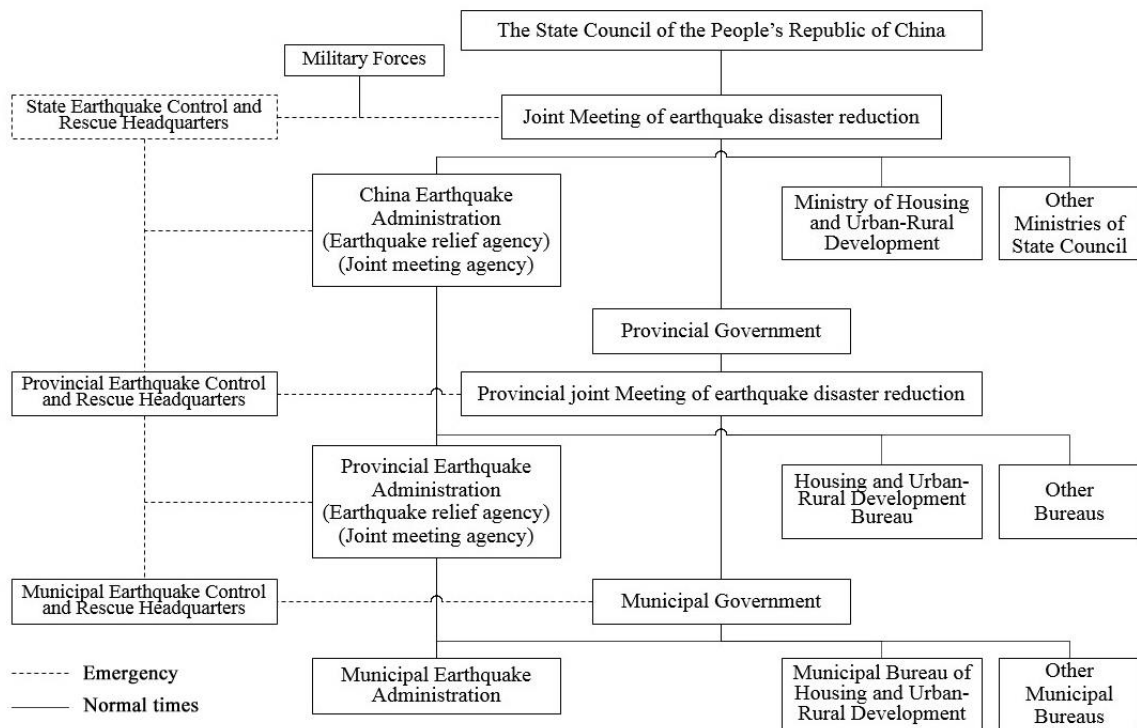 The State Council of the People’s Republic of China
Military Forces
State Earthquake Control and
Rescue Headquarters
Joint Meeting of earthquake disaster reduction
China Earthquake
Administration
(Earthquake relief agency)
(Joint meeting agency)
Ministry of Housing
and Urban-Rural
Development
Other
Ministries of
State Council
Provincial Government
Provincial Earthquake Control
and Rescue Headquarters
Provincial joint Meeting of earthquake disaster reduction
Provincial Earthquake
Administration
(Earthquake relief agency)
(Joint meeting agency)
Housing and Urban-
Rural Development
Bureau
Other
Bureaus
Municipal Earthquake Control
and Rescue Headquarters
Municipal Government
Municipal Earthquake
Administration
Municipal Bureau of
Housing and Urban-
Rural Development
Other
Municipal
Bureaus
Emergency
Normal times